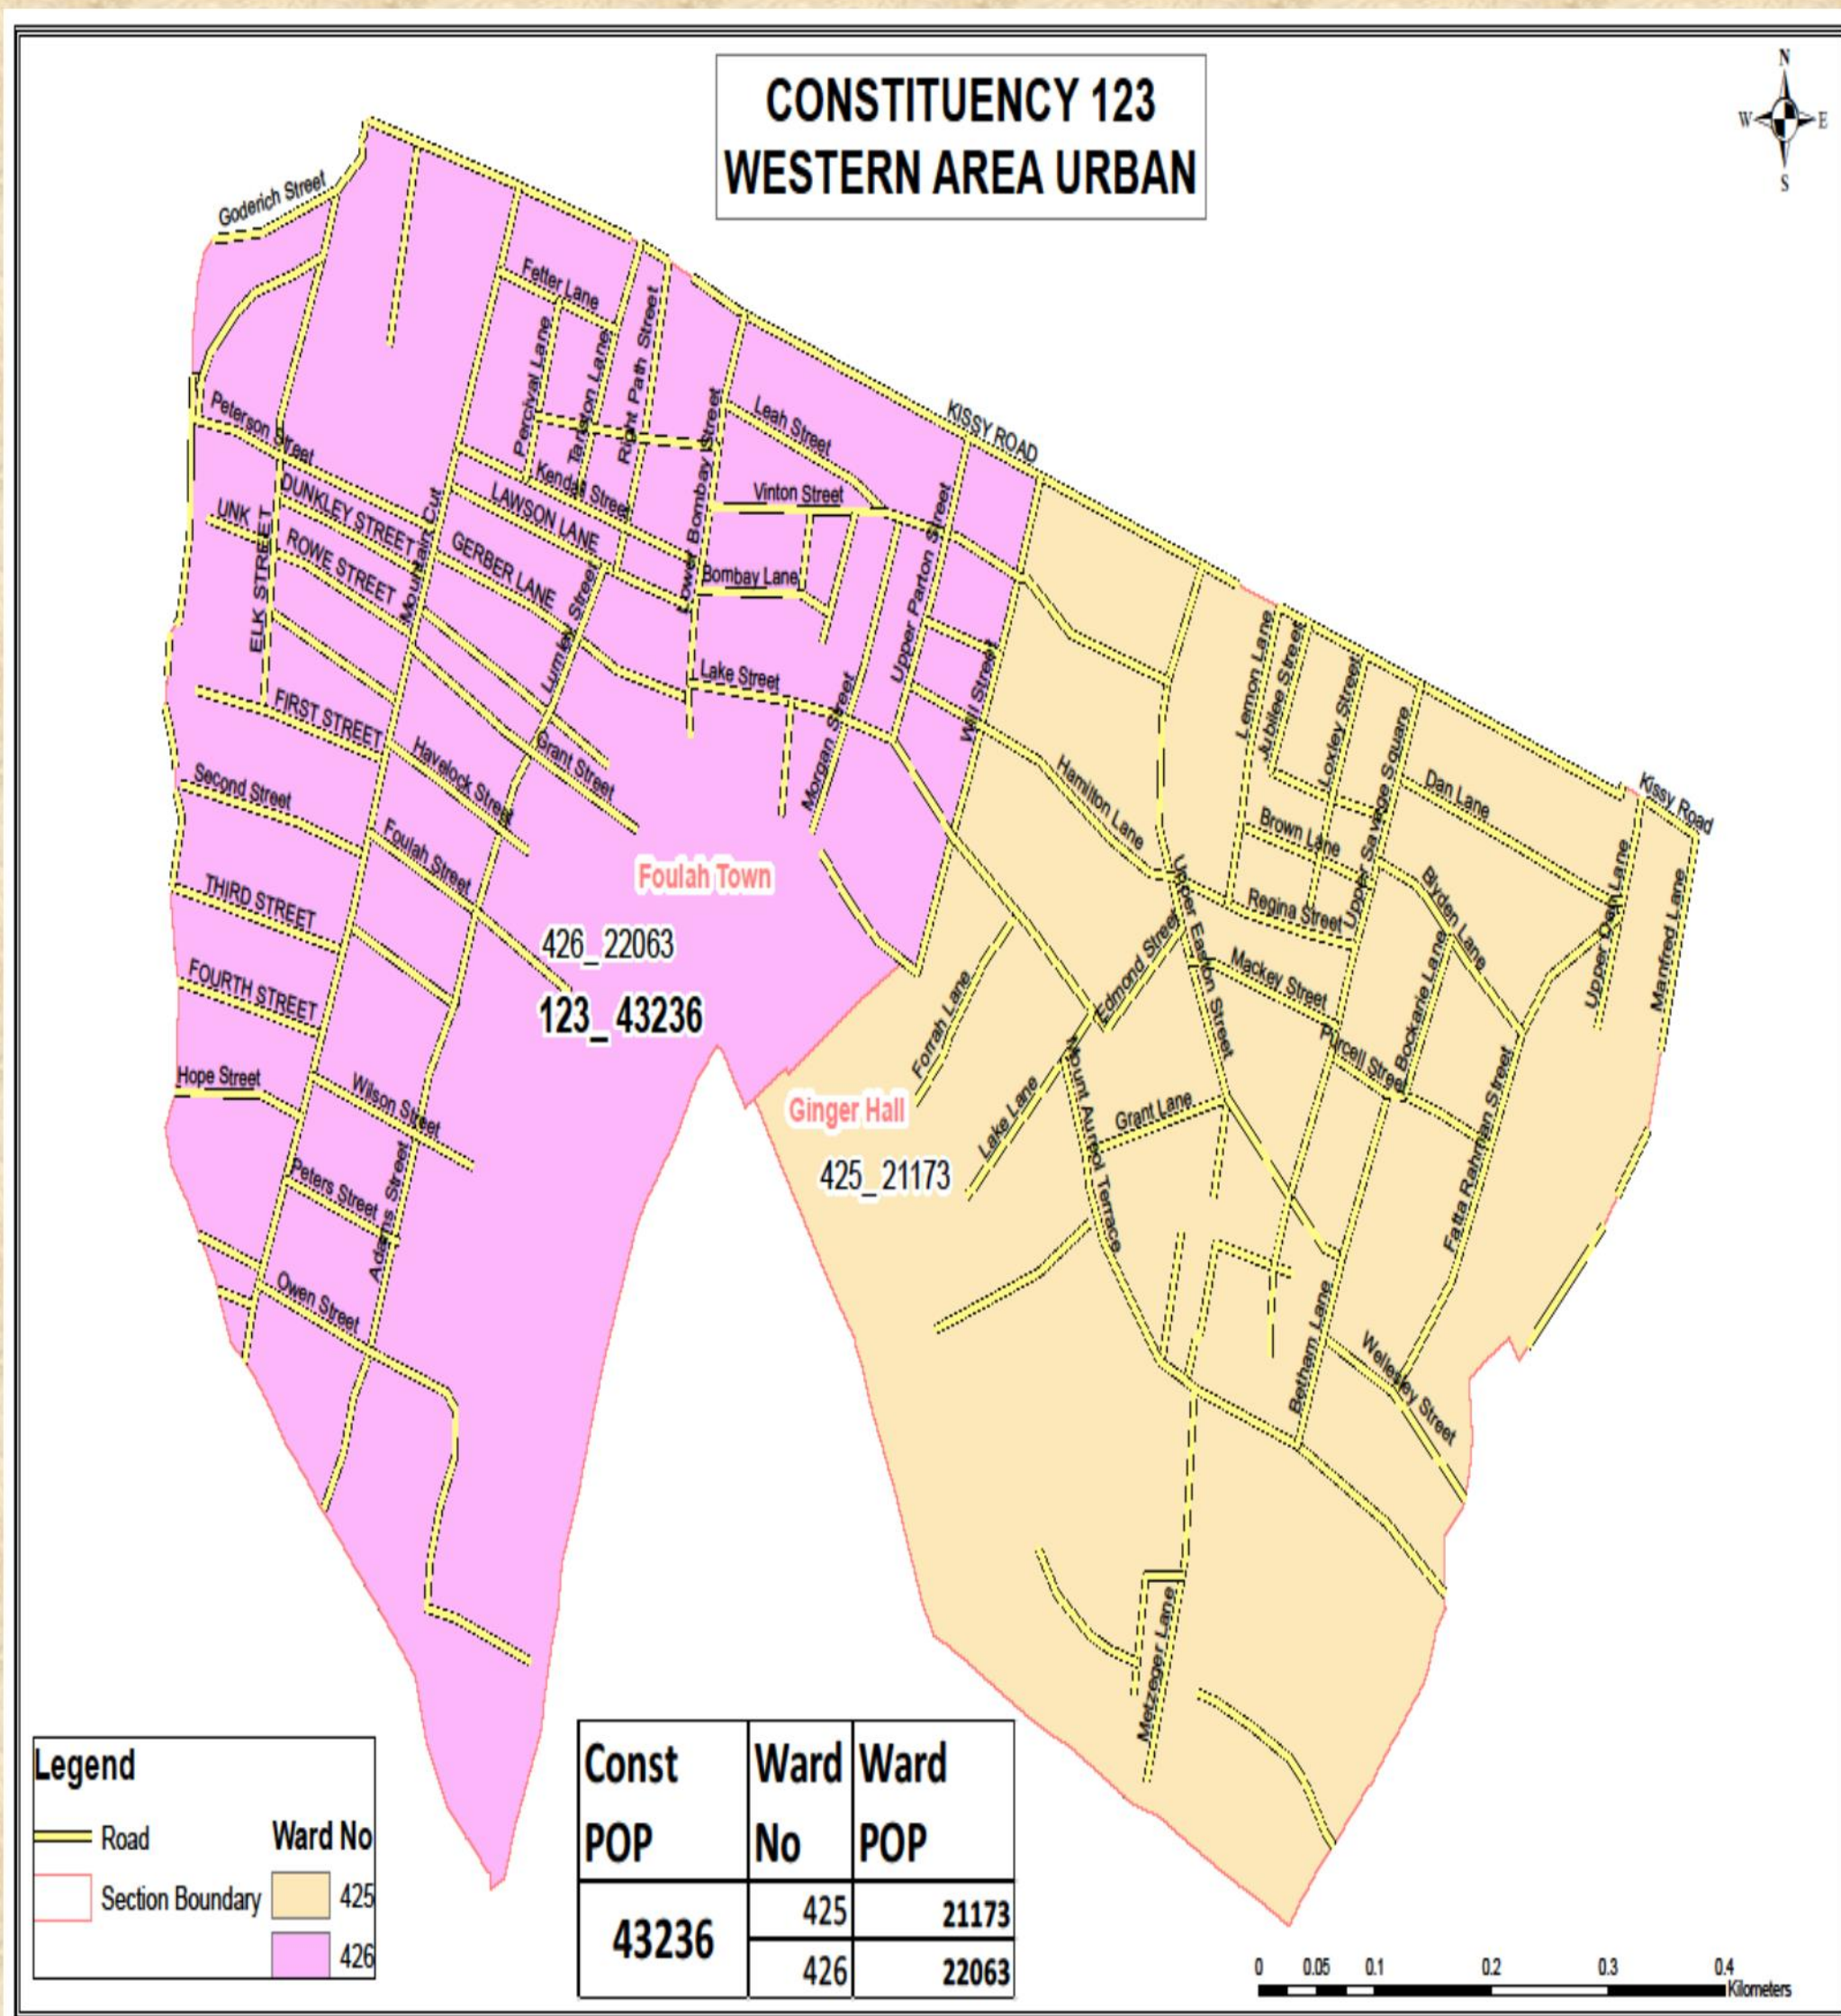 CONSTITUENCY 123
WESTERN AREA URBAN
N
W
E
S
Goderich Street
Fetter Lane
Percival Lane
Tarlston Lane
Right Path Street
Peterson Street
Kendall Street
Lower Bombay Street
Leah Street
KISSY ROAD
Vinton Street
DUNKLEY STREET
UNK
ELK STREET
ROWE STREET
Mountain Cut
LAWSON LANE
GERBER LANE
Bombay Lane
Lumley Street
Upper Parton Street
Lake Street
Will Street
Morgan Street
FIRST STREET
Havelock Street
Grant Street
Second Street
Foulah Street
Foulah Town
THIRD STREET
426_22063
FOURTH STREET
123_ 43236
Hope Street
Wilson Street
Peters Street
Adams Street
Owen Street
Lemon Lane
Jubilee Street
Loxley Street
Upper Savage Square
Dan Lane
Kissy Road
Hamilton Lane
Brown Lane
Blyden Lane
Upper Dan Lane
Manfred Lane
Regina Street
Upper Easton Street
Edmond Street
Mackey Street
Bockarie Lane
Purcell Street
Forrah Lane
Lake Lane
Mount Aureol Terrace
Grant Lane
Ginger Hall
425_21173
Fatta Rahman Street
Betham Lane
Wellesley Street
Metzeger Lane
Legend
Road
Section Boundary
Ward No
425
426
Const POP
Ward No
Ward POP
43236
425
21173
426
22063
0 0.05 0.1 0.2 0.3 0.4
Kilometers